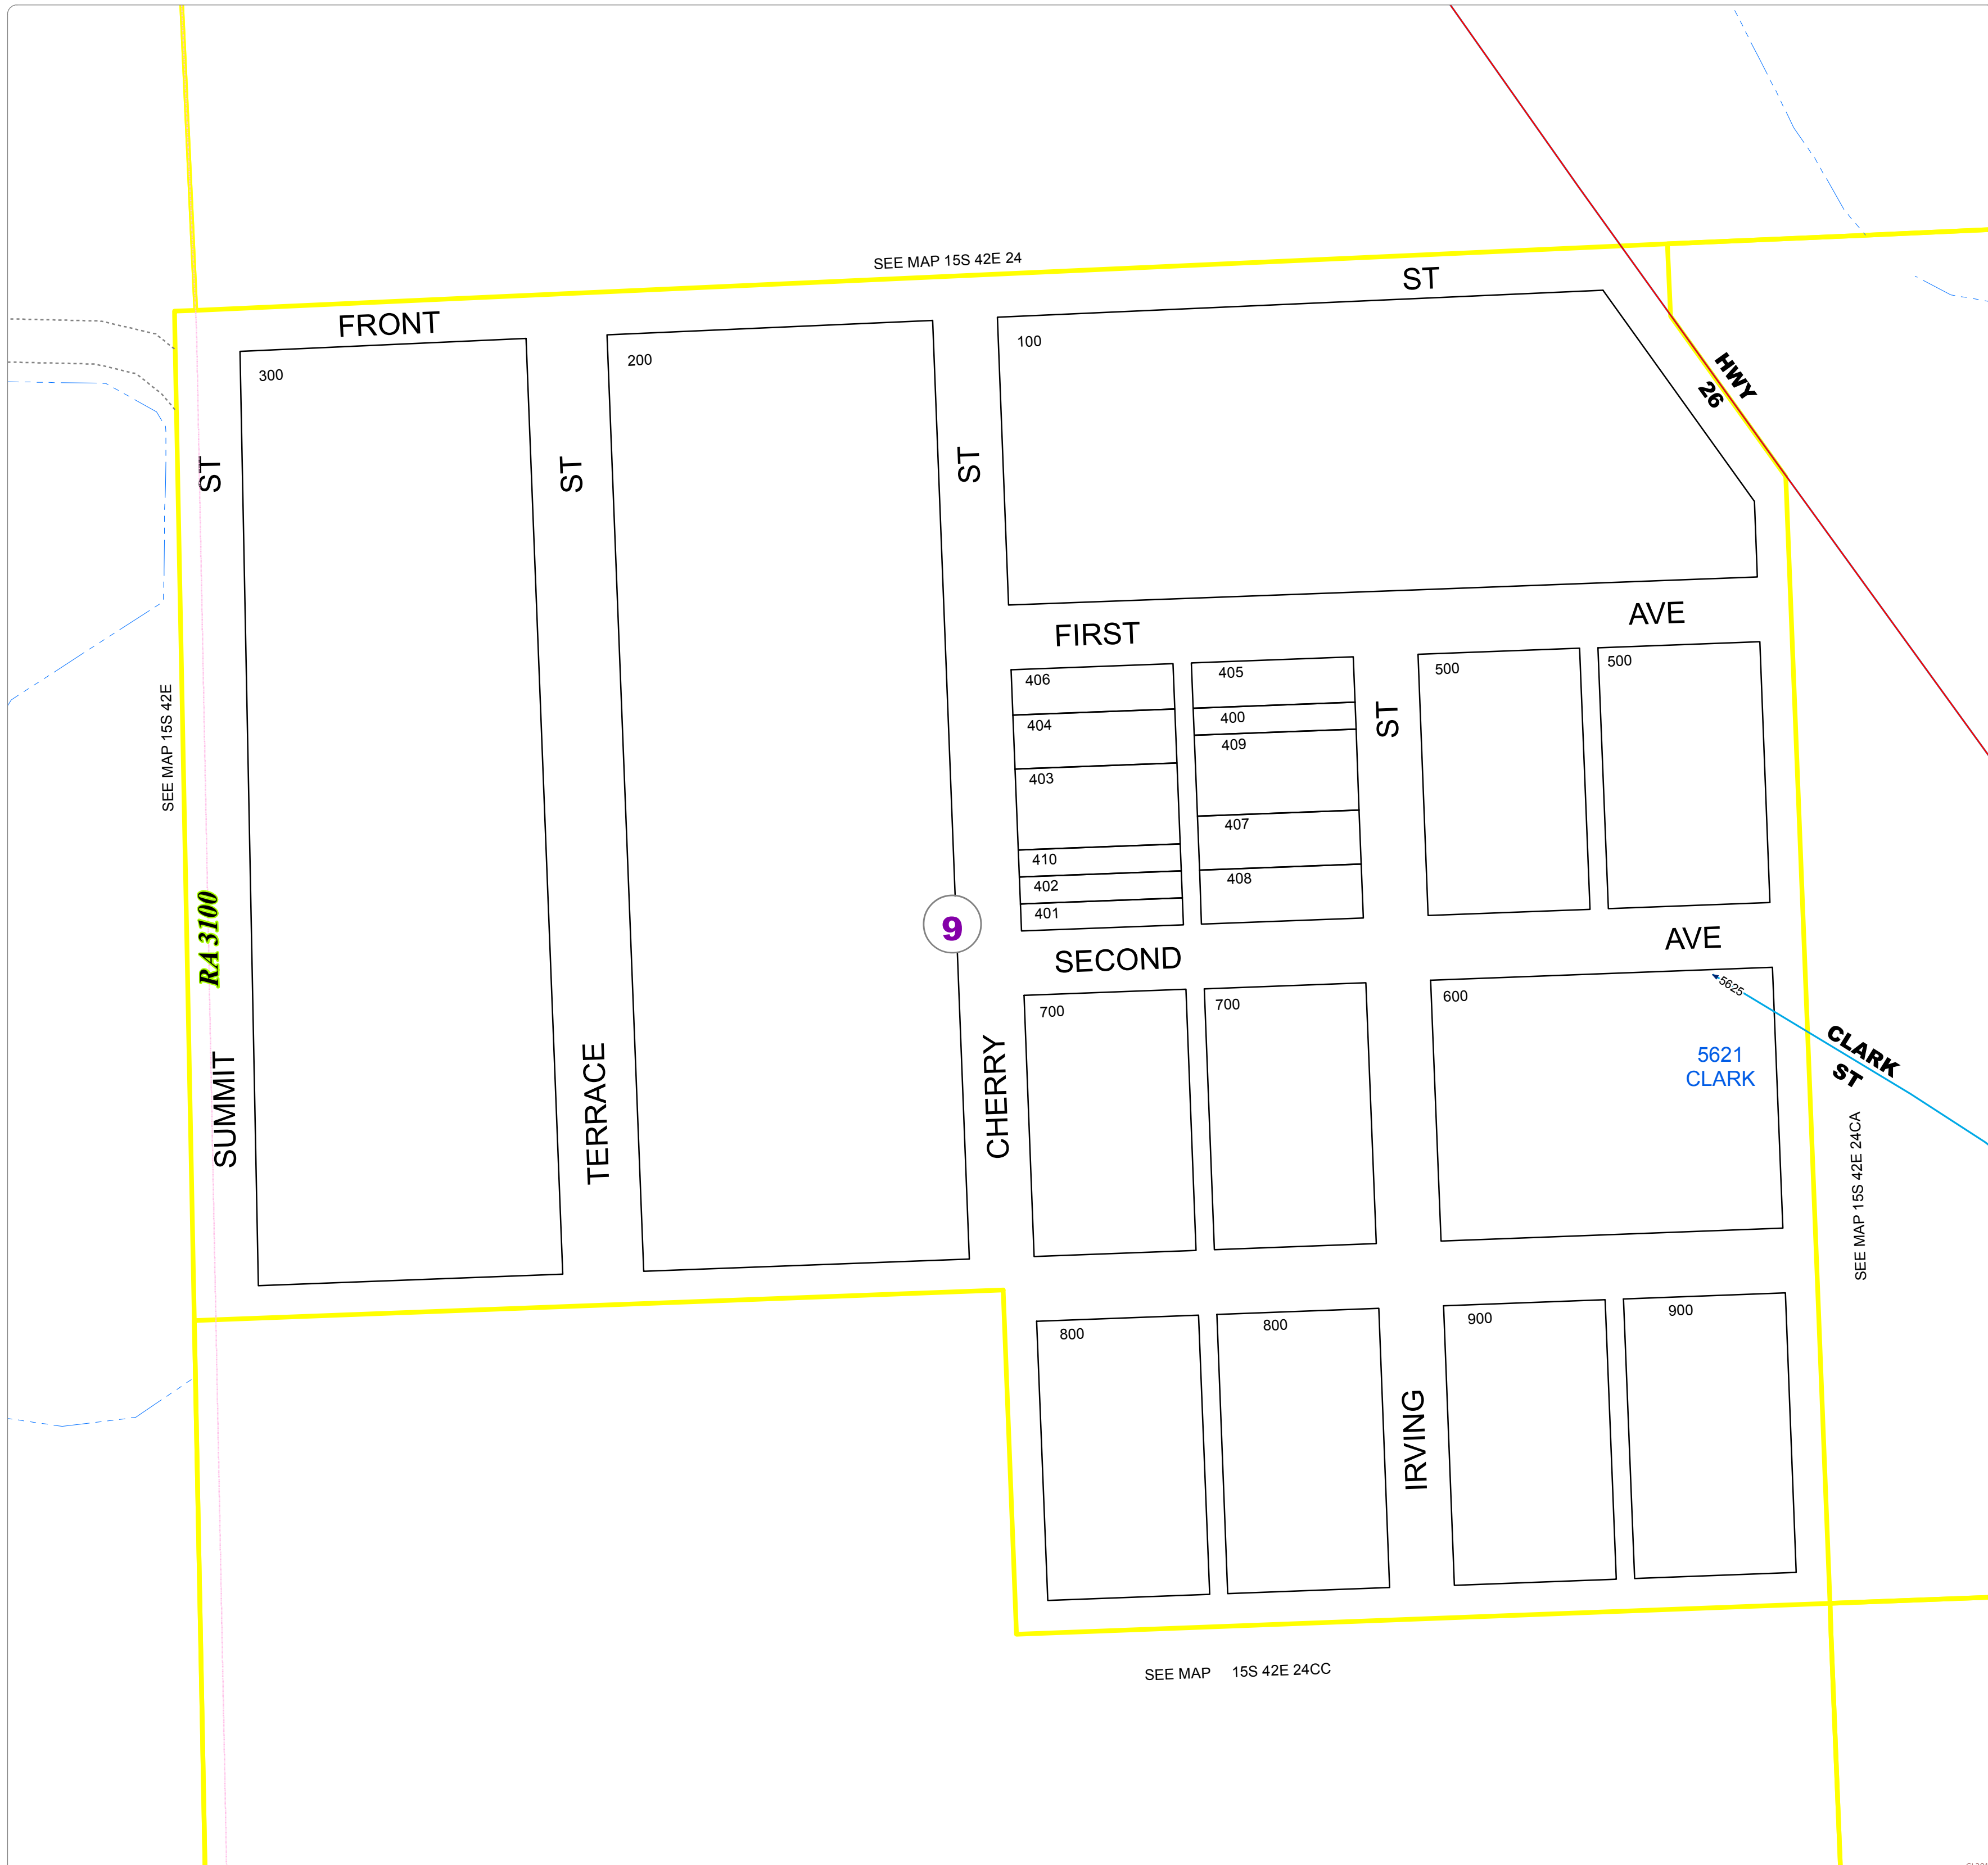 SEE MAP 15S 42E 24
ST
FRONT
HWY
26
300
200
100
ST
ST
ST
FIRST
AVE
406
405
500
500
404
400
ST
409
403
SEE MAP 15S 42E
407
410
408
402
401
9
RA 3100
SECOND
AVE
5625
600
700
700
5621
CLARK
CLARK
ST
SUMMIT
TERRACE
CHERRY
SEE MAP 15S 42E 24CA
800
800
900
900
IRVING
SEE MAP 15S 42E 24CC